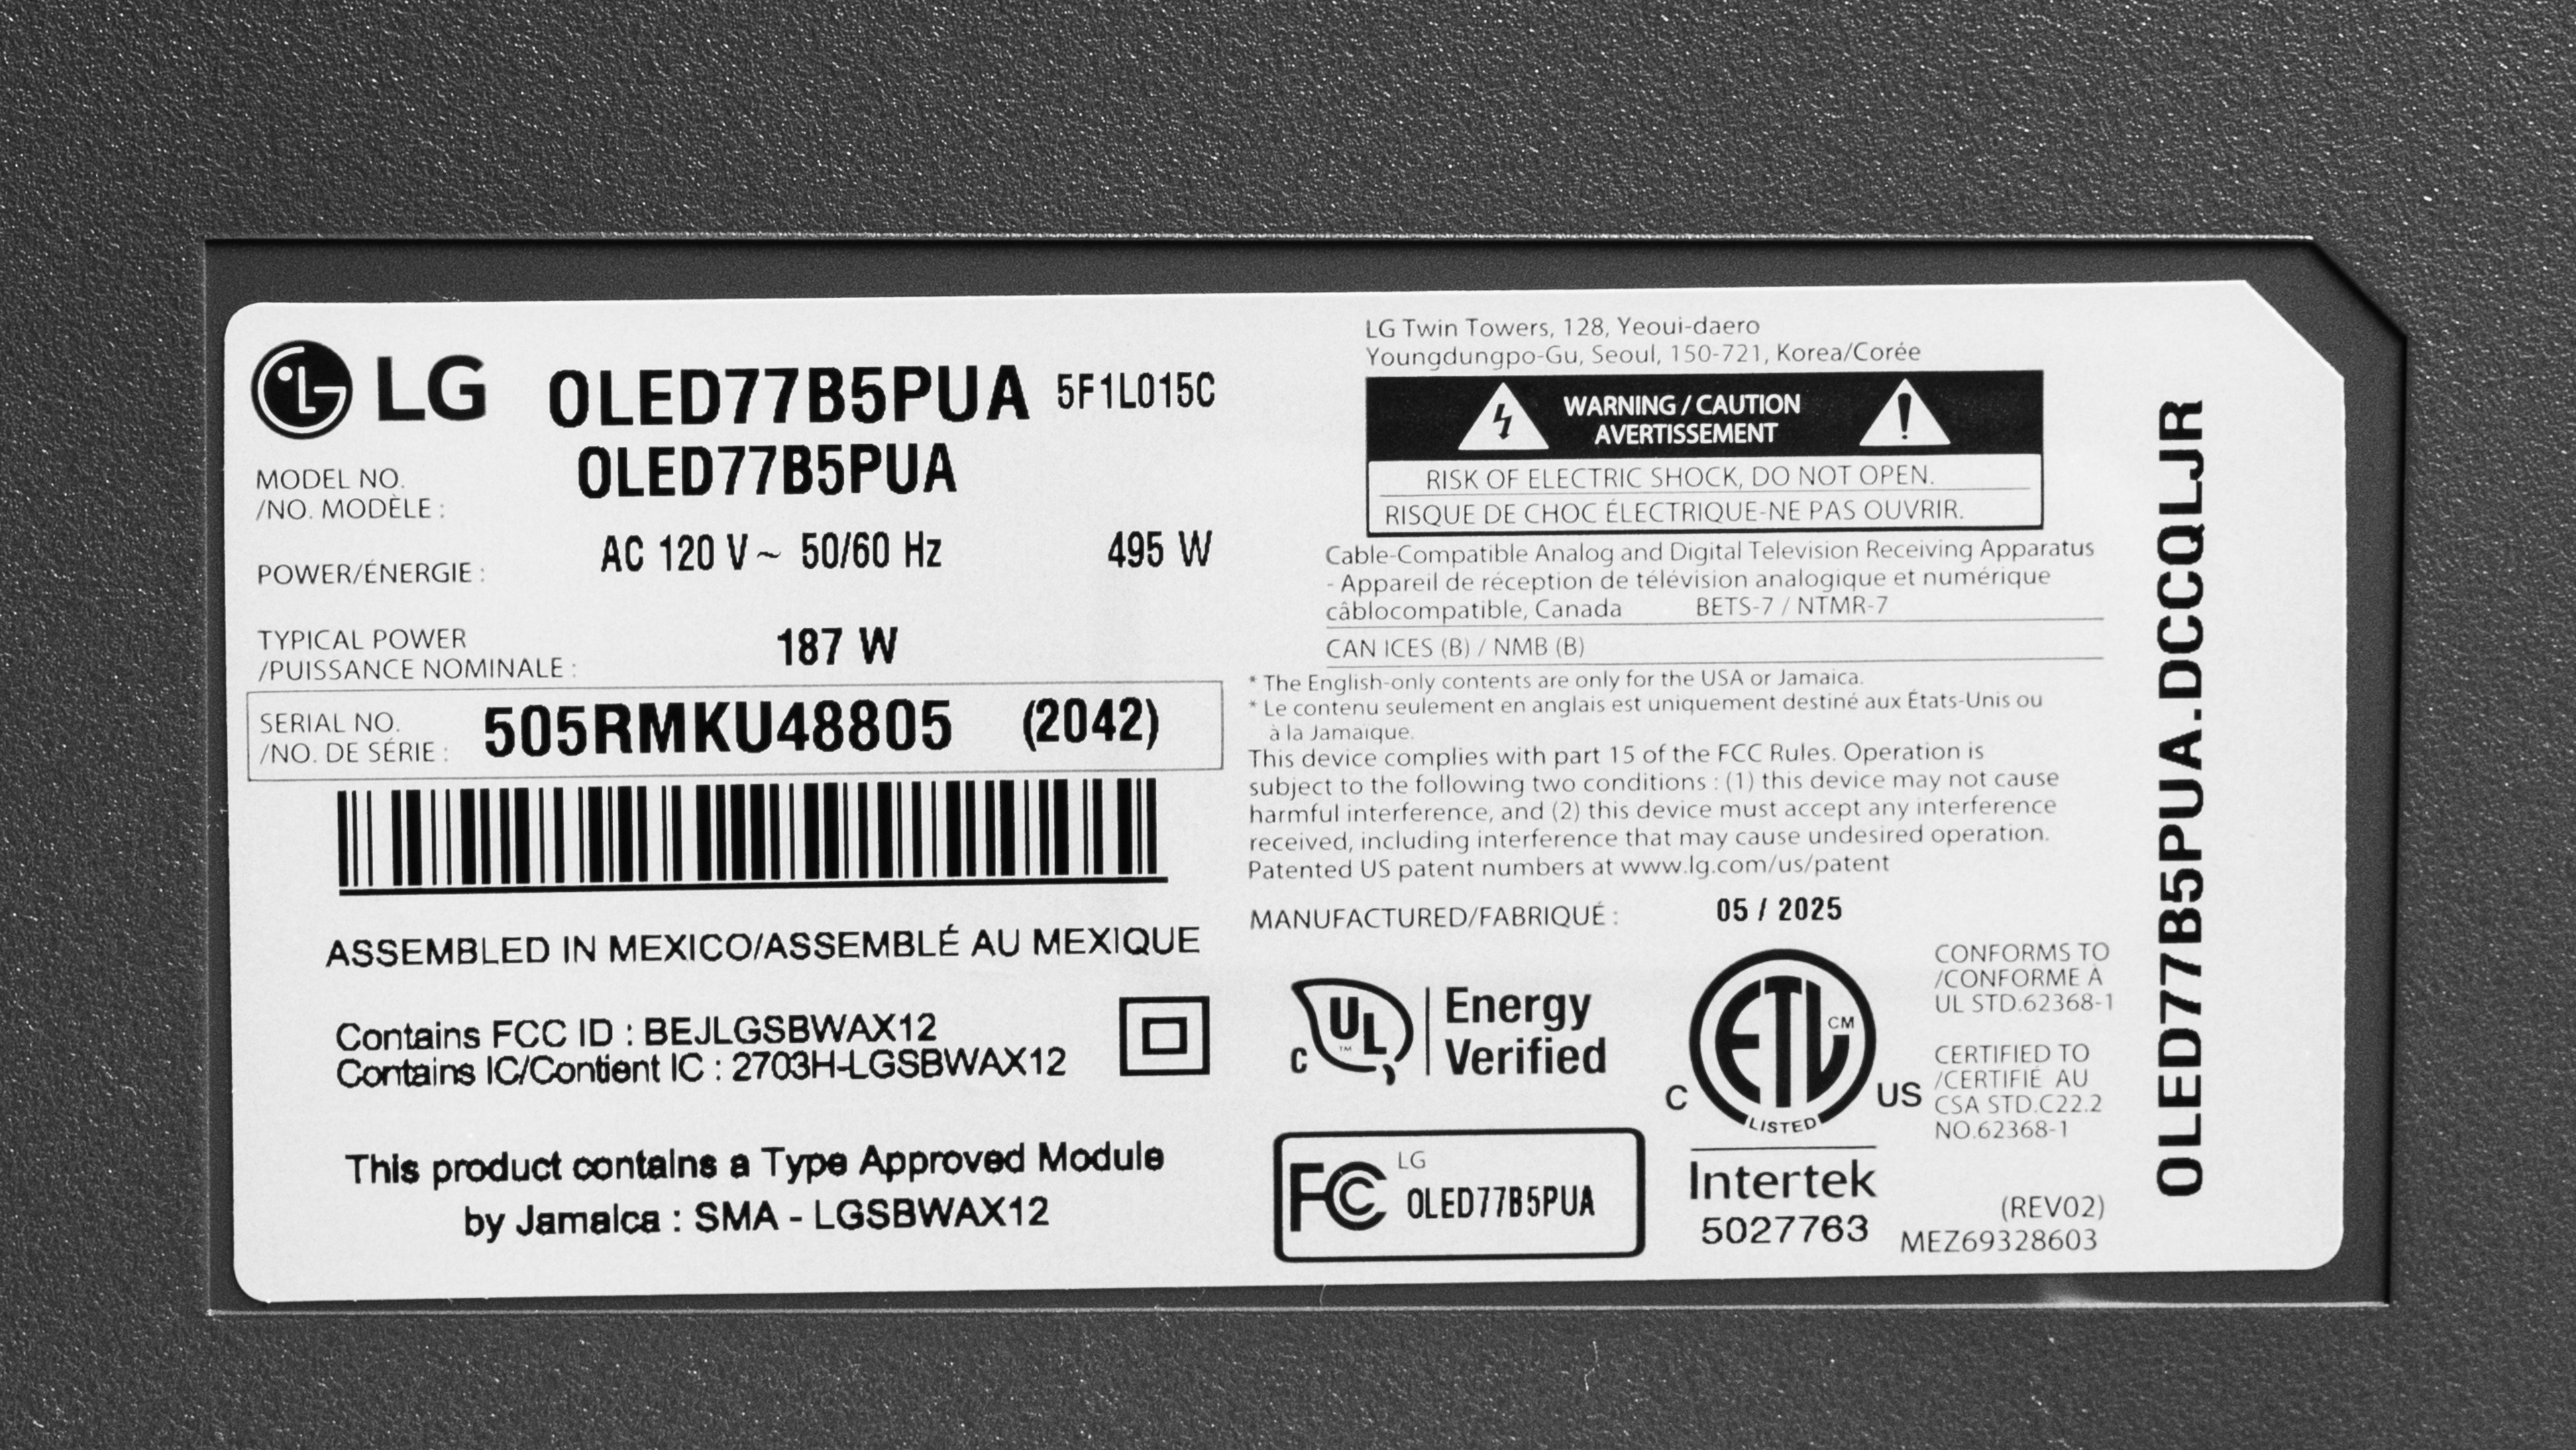 LG OLED77B5PUA 5F1L015C
MODEL NO.
/NO. MODÈLE : OLED77B5PUA
POWER/ÉNERGIE : AC 120 V~ 50/60 Hz 495 W
TYPICAL POWER
/PUISSANCE NOMINALE : 187 W
SERIAL NO.
/NO. DE SÉRIE : 505RMKU48805 (2042)
ASSEMBLED IN MEXICO/ASSEMBLÉ AU MEXIQUE
Contains FCC ID : BEJLGSBWAX12
Contains IC/Contient IC : 2703H-LGSBWAX12
This product contains a Type Approved Module
by Jamaica : SMA - LGSBWAX12
LG Twin Towers, 128, Yeoui-daero
Youngdungpo-Gu, Seoul, 150-721, Korea/Corée
WARNING / CAUTION
AVERTISSEMENT
RISK OF ELECTRIC SHOCK, DO NOT OPEN.
RISQUE DE CHOC ÉLECTRIQUE-NE PAS OUVRIR.
Cable-Compatible Analog and Digital Television Receiving Apparatus
- Appareil de réception de télévision analogique et numérique
câblocompatible, Canada BETS-7 / NTMR-7
CAN ICES (B) / NMB (B)
* The English-only contents are only for the USA or Jamaica.
* Le contenu seulement en anglais est uniquement destiné aux États-Unis ou
à la Jamaïque.
This device complies with part 15 of the FCC Rules. Operation is
subject to the following two conditions : (1) this device may not cause
harmful interference, and (2) this device must accept any interference
received, including interference that may cause undesired operation.
Patented US patent numbers at www.lg.com/us/patent
MANUFACTURED/FABRIQUÉ : 05 / 2025
C UL ™ Energy
Verified
C ETL CM US
LISTED
Intertek
5027763
CONFORMS TO
/CONFORME À
UL STD.62368-1
CERTIFIED TO
/CERTIFIÉ AU
CSA STD.C22.2
NO.62368-1
FC LG
OLED77B5PUA
(REV02)
MEZ69328603
OLED77B5PUA.DCCQLJR